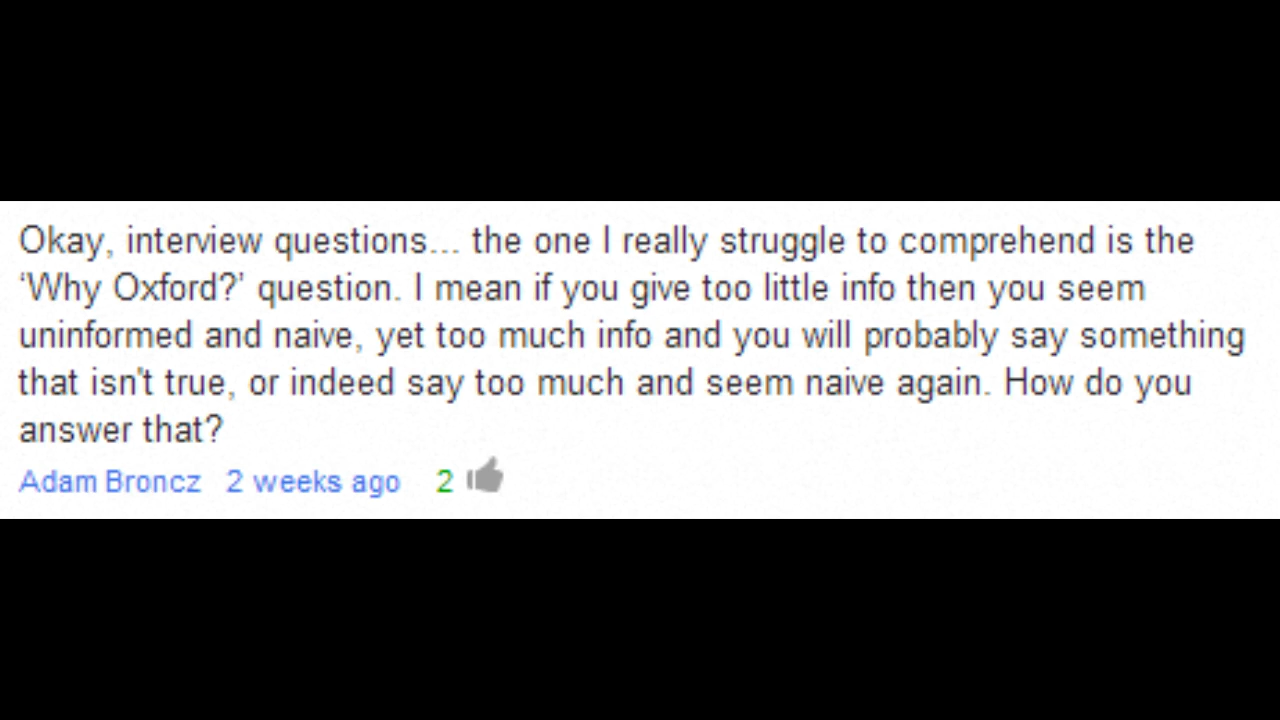 Okay, interview questions... the one I really struggle to comprehend is the
‘Why Oxford?’ question. I mean if you give too little info then you seem
uninformed and naive, yet too much info and you will probably say something
that isn't true, or indeed say too much and seem naive again. How do you
answer that?
Adam Broncz 2 weeks ago 2